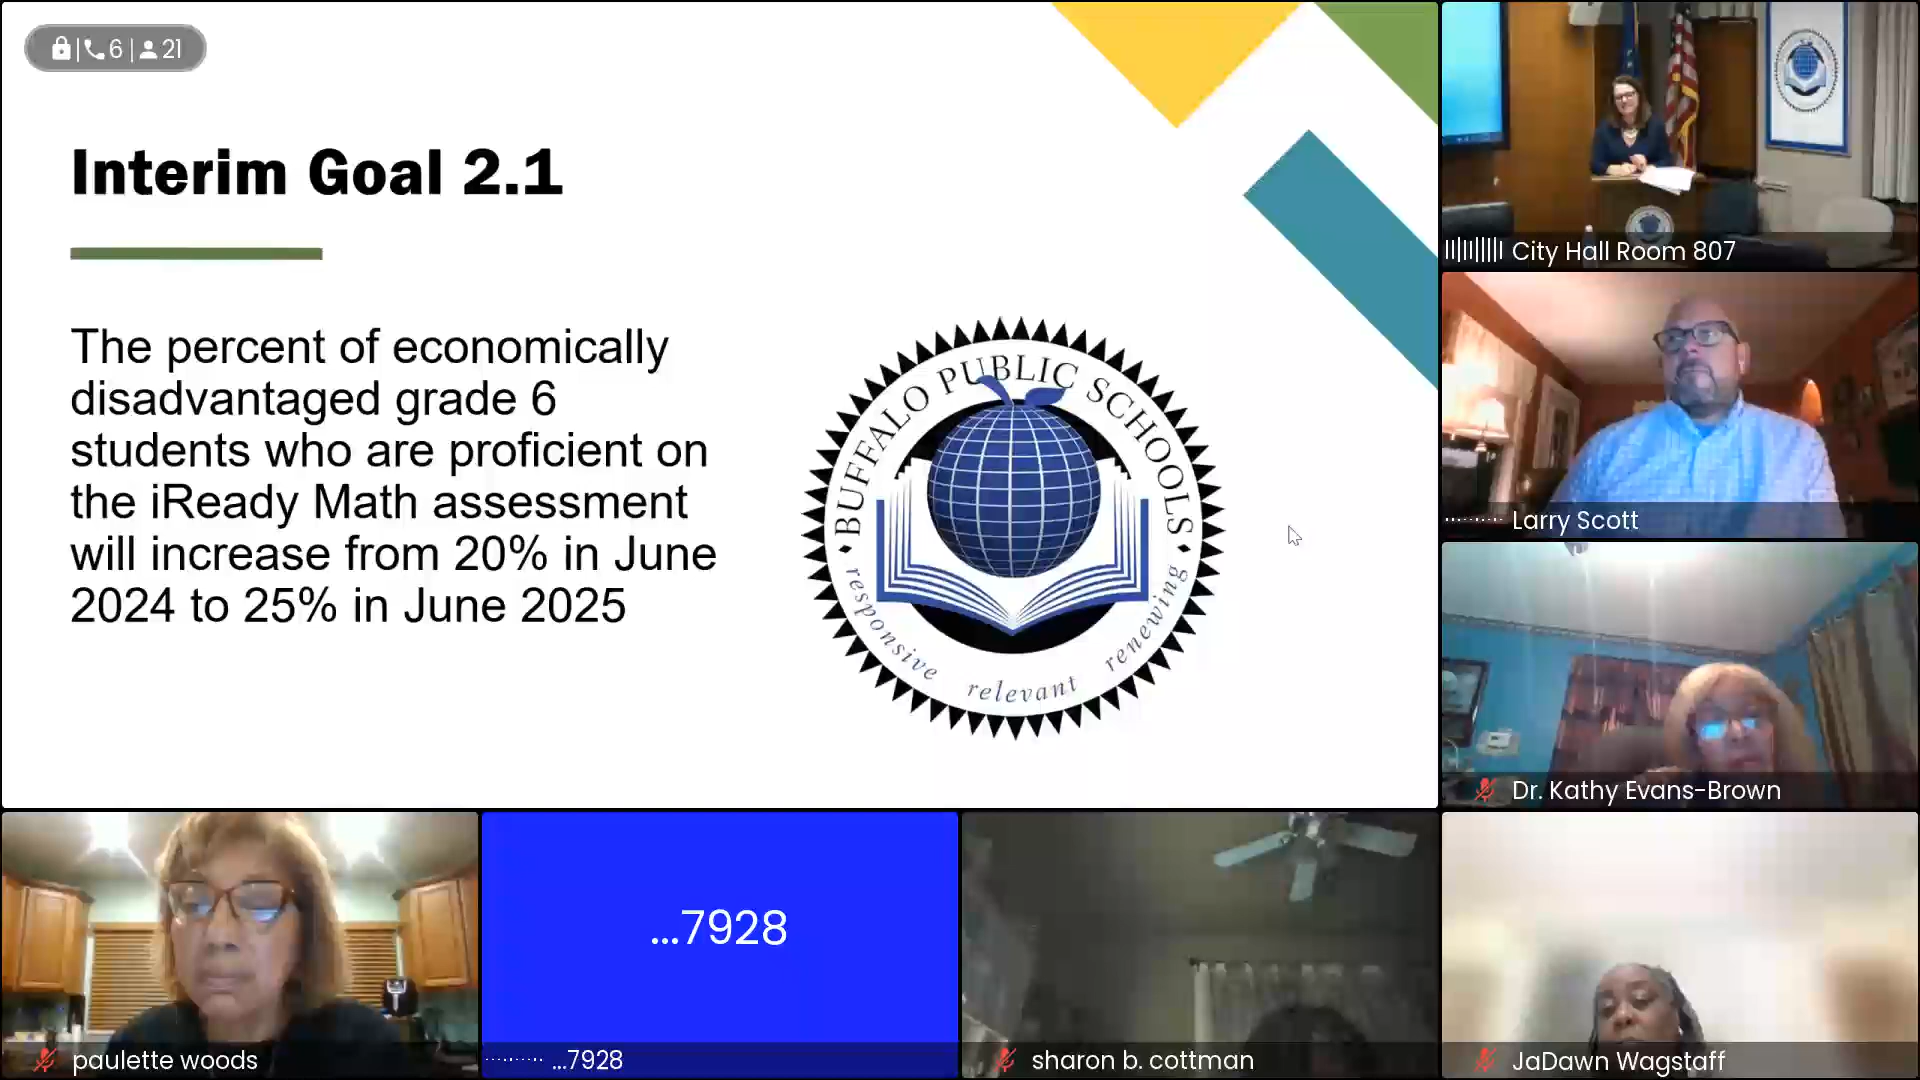 6
21
Interim Goal 2.1
The percent of economically
disadvantaged grade 6
students who are proficient on
the iReady Math assessment
will increase from 20% in June
2024 to 25% in June 2025
BUFFALO PUBLIC SCHOOLS
responsive relevant renewing
City Hall Room 807
Larry Scott
Dr. Kathy Evans-Brown
paulette woods
...7928
...7928
sharon b. cottman
JaDawn Wagstaff